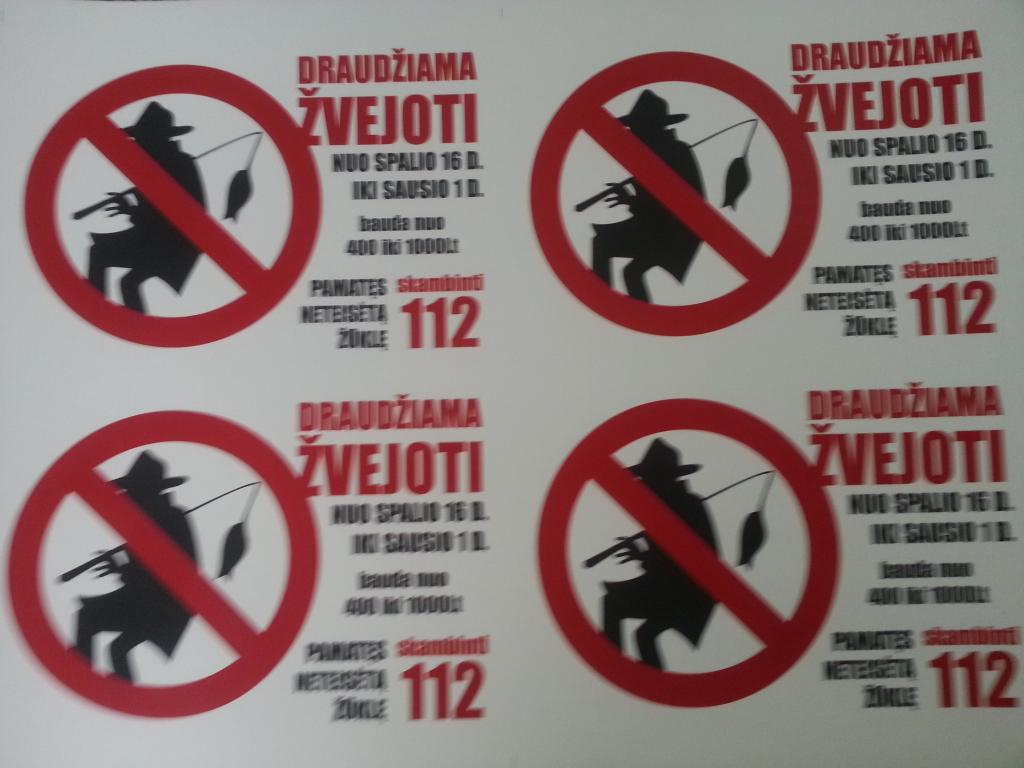 DRAUDŽIAMA
ŽVEJOTI
NUO SPALIO 16 D.
IKI SAUSIO 1 D.
bauda nuo
400 iki 1000Lt
PAMATĘS
NETEISĖTĄ
ŽŪKLĘ
skambinti
112
DRAUDŽIAMA
ŽVEJOTI
NUO SPALIO 16 D.
IKI SAUSIO 1 D.
bauda nuo
400 iki 1000Lt
PAMATĘS
NETEISĖTĄ
ŽŪKLĘ
skambinti
112
DRAUDŽIAMA
ŽVEJOTI
NUO SPALIO 16 D.
IKI SAUSIO 1 D.
bauda nuo
400 iki 1000Lt
PAMATĘS
NETEISĖTĄ
ŽŪKLĘ
skambinti
112
DRAUDŽIAMA
ŽVEJOTI
NUO SPALIO 16 D.
IKI SAUSIO 1 D.
bauda nuo
400 iki 1000Lt
PAMATĘS
NETEISĖTĄ
ŽŪKLĘ
skambinti
112